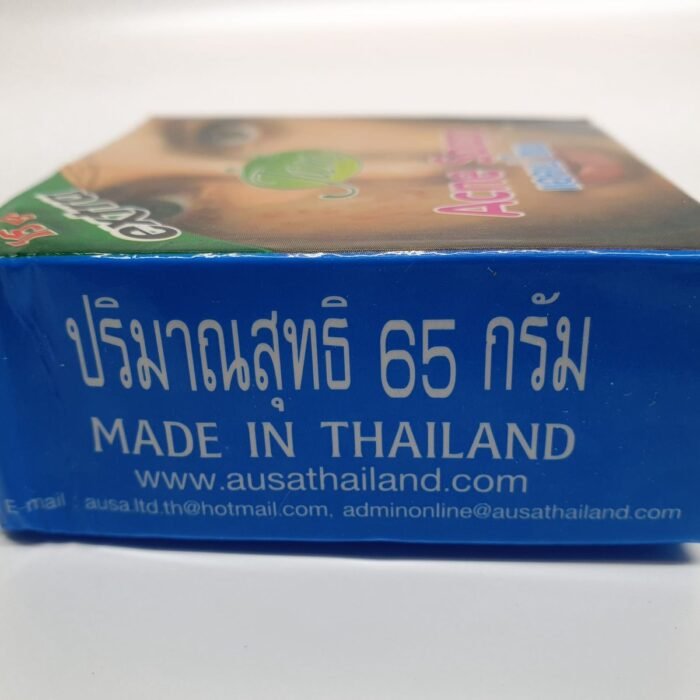 Acne
ปริมาณสุทธิ 65 กรัม
MADE IN THAILAND
www.ausathailand.com
E-mail : ausa.ltd.th@hotmail.com, adminonline@ausathailand.com